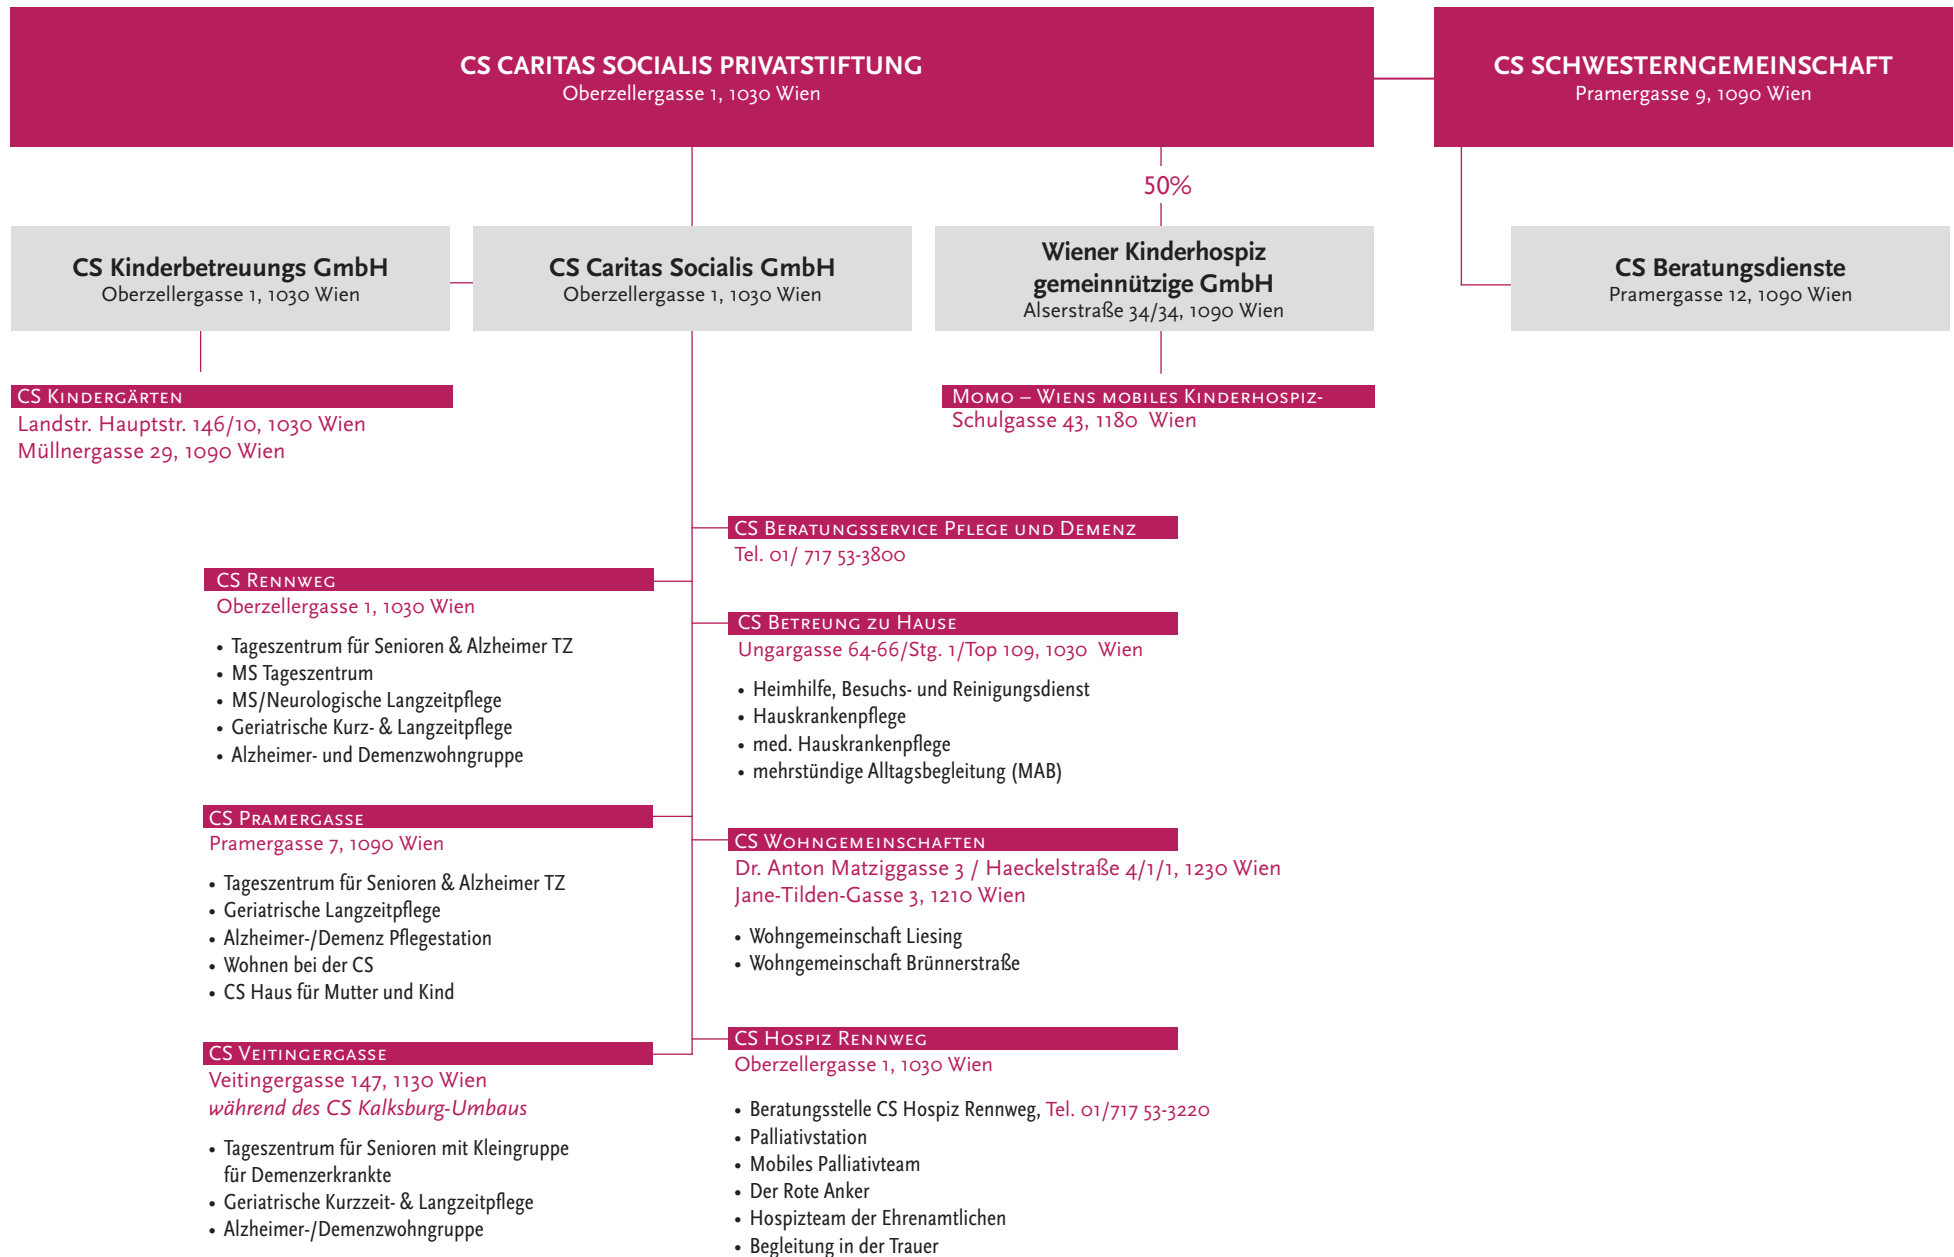 CS CARITAS SOCIALIS PRIVATSTIFTUNG
Oberzellergasse 1, 1030 Wien
CS SCHWESTERNGEMEINSCHAFT
Pramergasse 9, 1090 Wien
50%
CS Kinderbetreuungs GmbH
Oberzellergasse 1, 1030 Wien
CS Caritas Socialis GmbH
Oberzellergasse 1, 1030 Wien
Wiener Kinderhospiz
gemeinnützige GmbH
Alserstraße 34/34, 1090 Wien
CS Beratungsdienste
Pramergasse 12, 1090 Wien
CS Kindergärten
Landstr. Hauptstr. 146/10, 1030 Wien
Müllnergasse 29, 1090 Wien
Momo – Wiens mobiles Kinderhospiz-
Schulgasse 43, 1180 Wien
CS Beratungsservice Pflege und Demenz
Tel. 01/ 717 53-3800
CS Rennweg
Oberzellergasse 1, 1030 Wien
• Tageszentrum für Senioren & Alzheimer TZ
• MS Tageszentrum
• MS/Neurologische Langzeitpflege
• Geriatrische Kurz- & Langzeitpflege
• Alzheimer- und Demenzwohngruppe
CS Betreung zu Hause
Ungargasse 64-66/Stg. 1/Top 109, 1030 Wien
• Heimhilfe, Besuchs- und Reinigungsdienst
• Hauskrankenpflege
• med. Hauskrankenpflege
• mehrstündige Alltagsbegleitung (MAB)
CS Pramergasse
Pramergasse 7, 1090 Wien
• Tageszentrum für Senioren & Alzheimer TZ
• Geriatrische Langzeitpflege
• Alzheimer-/Demenz Pflegestation
• Wohnen bei der CS
• CS Haus für Mutter und Kind
CS Wohngemeinschaften
Dr. Anton Matziggasse 3 / Haeckelstraße 4/1/1, 1230 Wien
Jane-Tilden-Gasse 3, 1210 Wien
• Wohngemeinschaft Liesing
• Wohngemeinschaft Brünnerstraße
CS Veitingergasse
Veitingergasse 147, 1130 Wien
während des CS Kalksburg-Umbaus
• Tageszentrum für Senioren mit Kleingruppe
für Demenzerkrankte
• Geriatrische Kurzzeit- & Langzeitpflege
• Alzheimer-/Demenzwohngruppe
CS Hospiz Rennweg
Oberzellergasse 1, 1030 Wien
• Beratungsstelle CS Hospiz Rennweg, Tel. 01/717 53-3220
• Palliativstation
• Mobiles Palliativteam
• Der Rote Anker
• Hospizteam der Ehrenamtlichen
• Begleitung in der Trauer